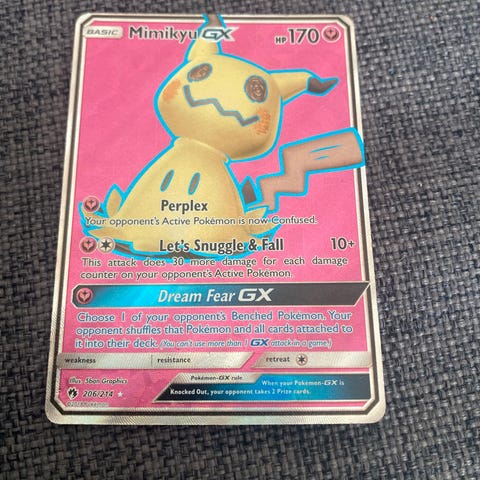 BASIC Mimikyu GX HP 170
Perplex
Your opponent's Active Pokémon is now Confused.
Let's Snuggle & Fall 10+
This attack does 30 more damage for each damage
counter on your opponent's Active Pokémon.
Dream Fear GX
Choose 1 of your opponent's Benched Pokémon. Your
opponent shuffles that Pokémon and all cards attached to
it into their deck. (You can't use more than 1 GX attack in a game.)
weakness resistance retreat
Illus. 5ban Graphics
Pokémon-GX rule
When your Pokémon-GX is
Knocked Out, your opponent takes 2 Prize cards.
206/214
©2018 Pokémon